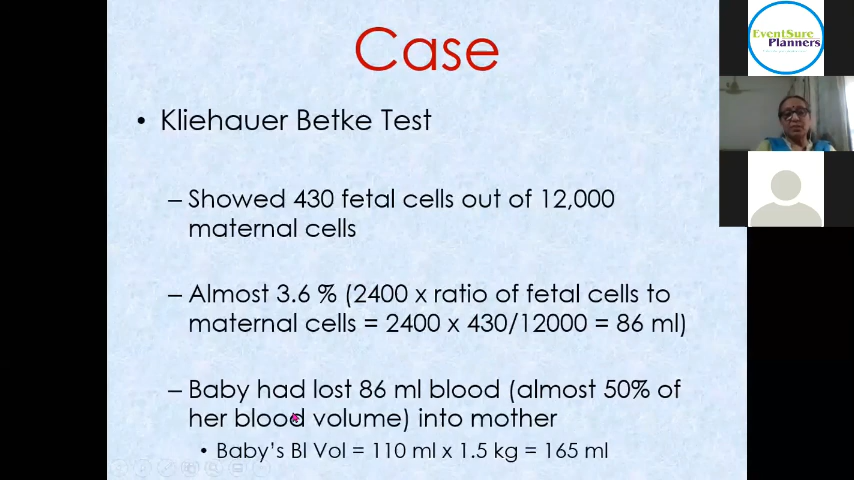 Case
• Kliehauer Betke Test
– Showed 430 fetal cells out of 12,000
maternal cells
– Almost 3.6 % (2400 x ratio of fetal cells to
maternal cells = 2400 x 430/12000 = 86 ml)
– Baby had lost 86 ml blood (almost 50% of
her blood volume) into mother
• Baby's Bl Vol = 110 ml x 1.5 kg = 165 ml
EventSure
Planners